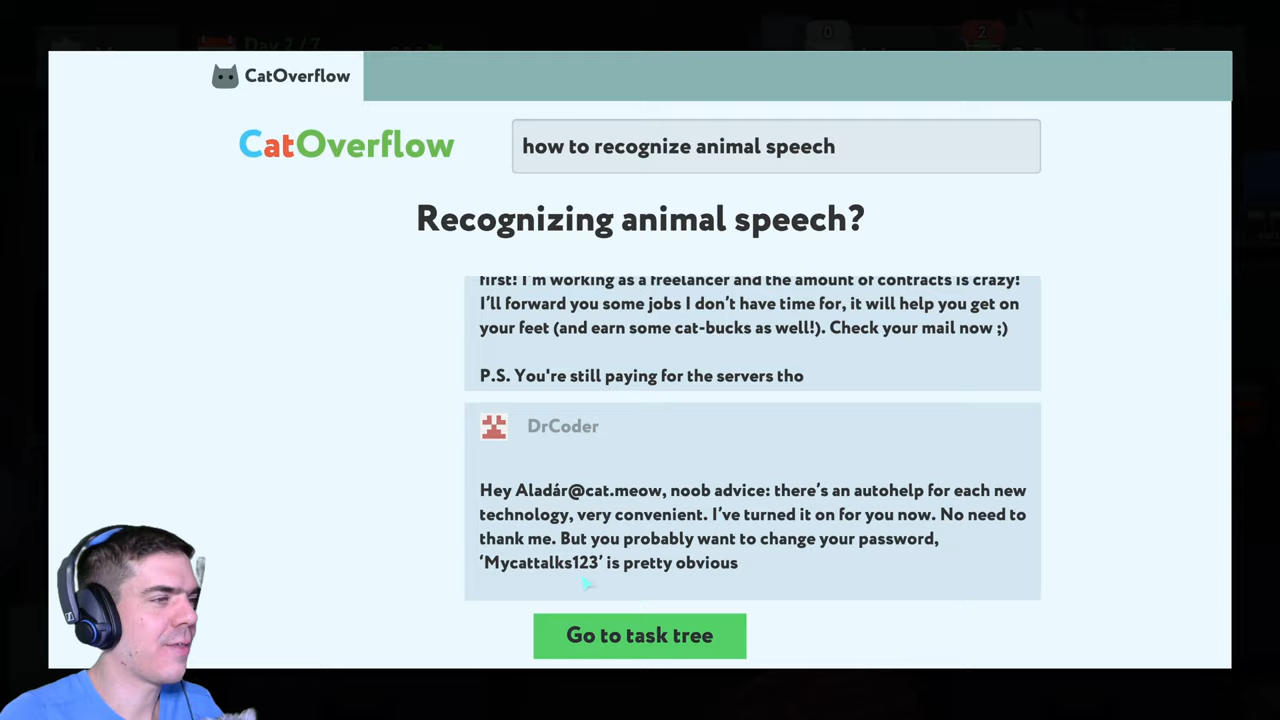 Day 2 / 7
0
2
CatOverflow
CatOverflow
how to recognize animal speech
Recognizing animal speech?
first! I'm working as a freelancer and the amount of contracts is crazy!
I'll forward you some jobs I don't have time for, it will help you get on
your feet (and earn some cat-bucks as well!). Check your mail now ;)
P.S. You're still paying for the servers tho
DrCoder
Hey Aladár@cat.meow, noob advice: there's an autohelp for each new
technology, very convenient. I've turned it on for you now. No need to
thank me. But you probably want to change your password,
‘Mycattalks123’ is pretty obvious
Go to task tree